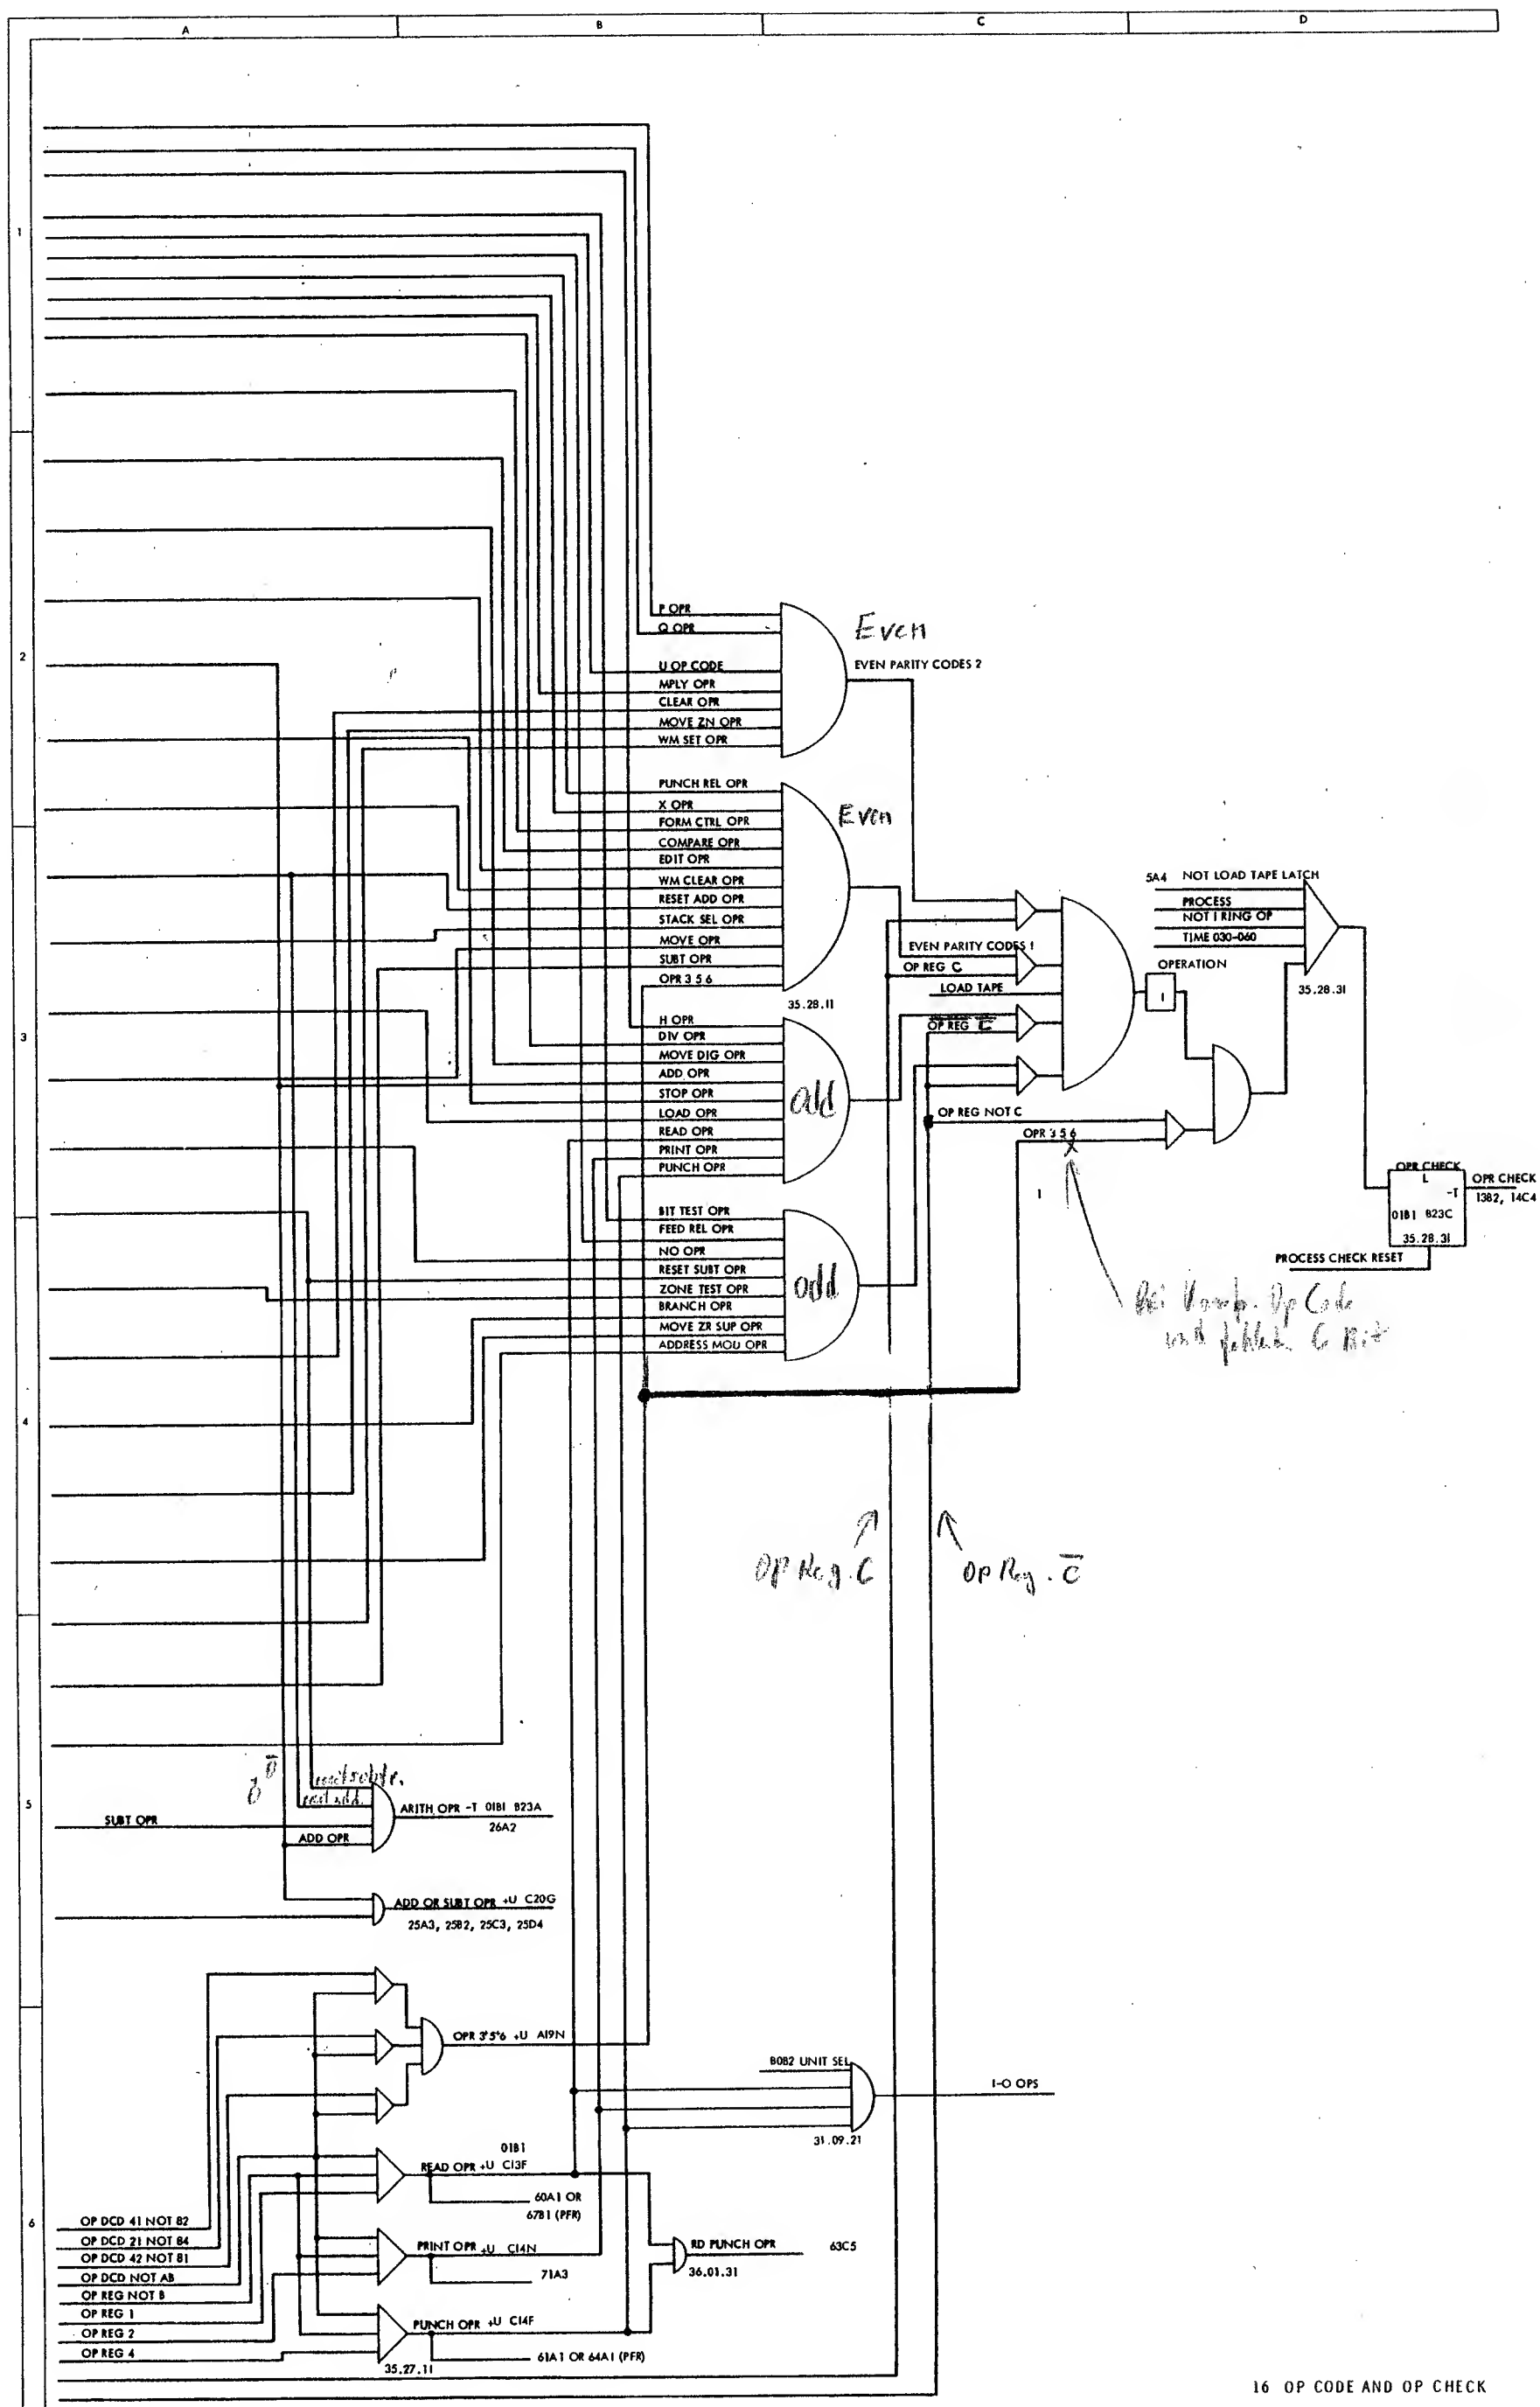 A B C D
1
P OPR
Q OPR
Even
2
U OP CODE
EVEN PARITY CODES 2
MPLY OPR
CLEAR OPR
MOVE ZN OPR
WM SET OPR
PUNCH REL OPR
X OPR
FORM CTRL OPR
Even
COMPARE OPR
EDIT OPR
WM CLEAR OPR
RESET ADD OPR
STACK SEL OPR
MOVE OPR
SUBT OPR
OPR 3 5 6
35.28.11
5A4 NOT LOAD TAPE LATCH
PROCESS
NOT I RING OP
TIME 030-060
35.28.31
EVEN PARITY CODES 1
OP REG C
LOAD TAPE
OP REG C
OPERATION
I
3
H OPR
DIV OPR
MOVE DIG OPR
ADD OPR
STOP OPR
LOAD OPR
READ OPR
PRINT OPR
PUNCH OPR
odd
OP REG NOT C
OPR 3 5 6
X
1
OPR CHECK
L
-T
01B1 B23C
35.28.31
OPR CHECK
13B2, 14C4
PROCESS CHECK RESET
BIT TEST OPR
FEED REL OPR
NO OPR
RESET SUBT OPR
ZONE TEST OPR
BRANCH OPR
MOVE ZR SUP OPR
ADDRESS MOD OPR
odd
Bei Op Code
C Bit
4
Op Reg. C
Op Reg. C̅
5
SUBT OPR
ADD OPR
ARITH OPR -T 01B1 B23A
26A2
ADD OR SUBT OPR +U C20G
25A3, 25B2, 25C3, 25D4
OPR 3'5'6 +U A19N
B0B2 UNIT SEL
I-O OPS
31.09.21
01B1
READ OPR +U C13F
60A1 OR
67B1 (PFR)
6
OP DCD 41 NOT 82
OP DCD 21 NOT 84
OP DCD 42 NOT 81
OP DCD NOT AB
OP REG NOT B
OP REG 1
OP REG 2
OP REG 4
PRINT OPR +U C14N
71A3
RD PUNCH OPR 63C5
36.01.31
PUNCH OPR +U C14F
61A1 OR 64A1 (PFR)
35.27.11
16 OP CODE AND OP CHECK